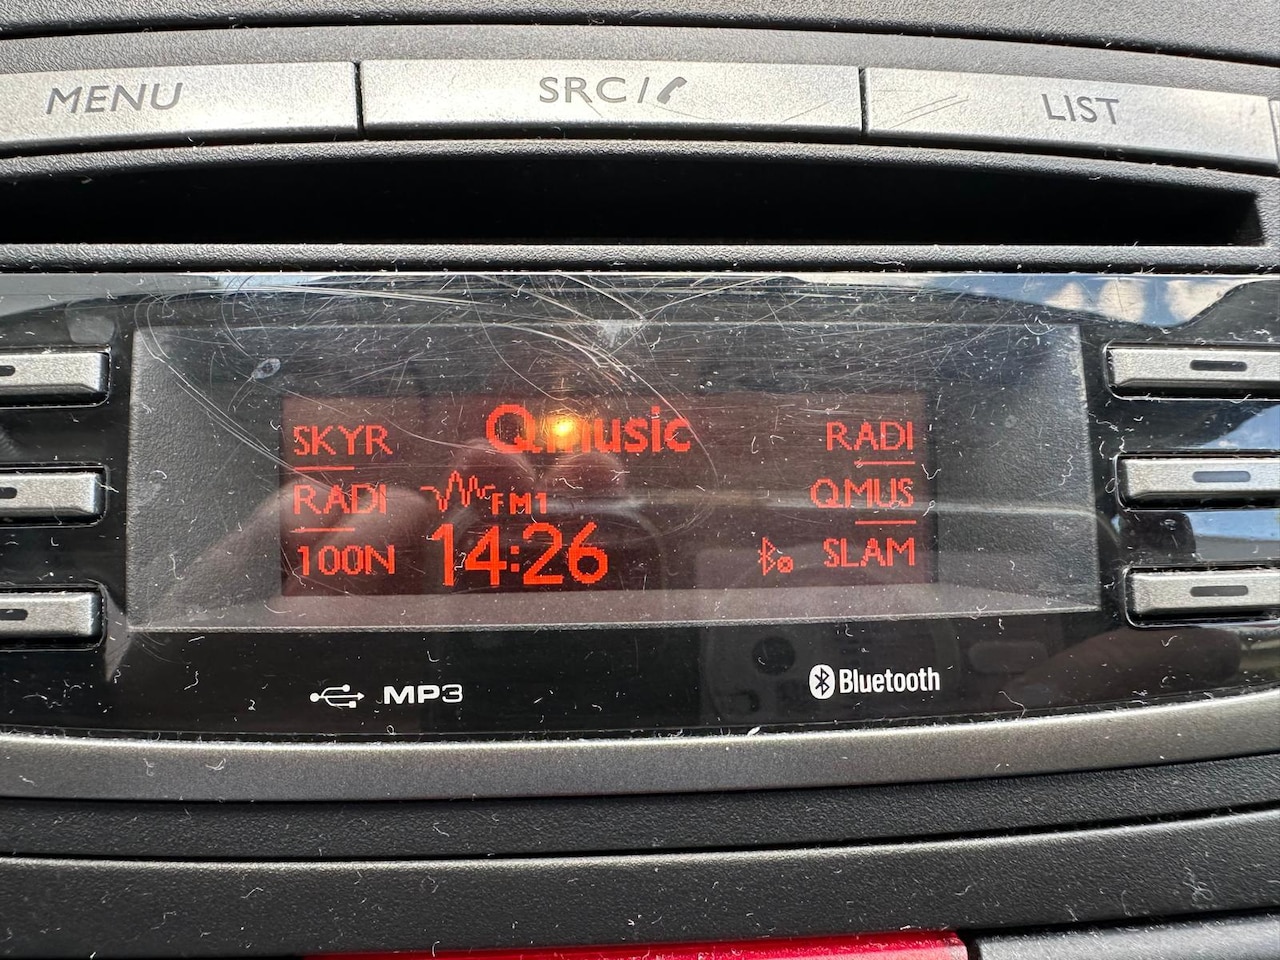 MENU
SRC/
LIST
SKYR
Qmusic
RADI
RADI
FM1
QMUS
100N
14:26
SLAM
MP3
Bluetooth